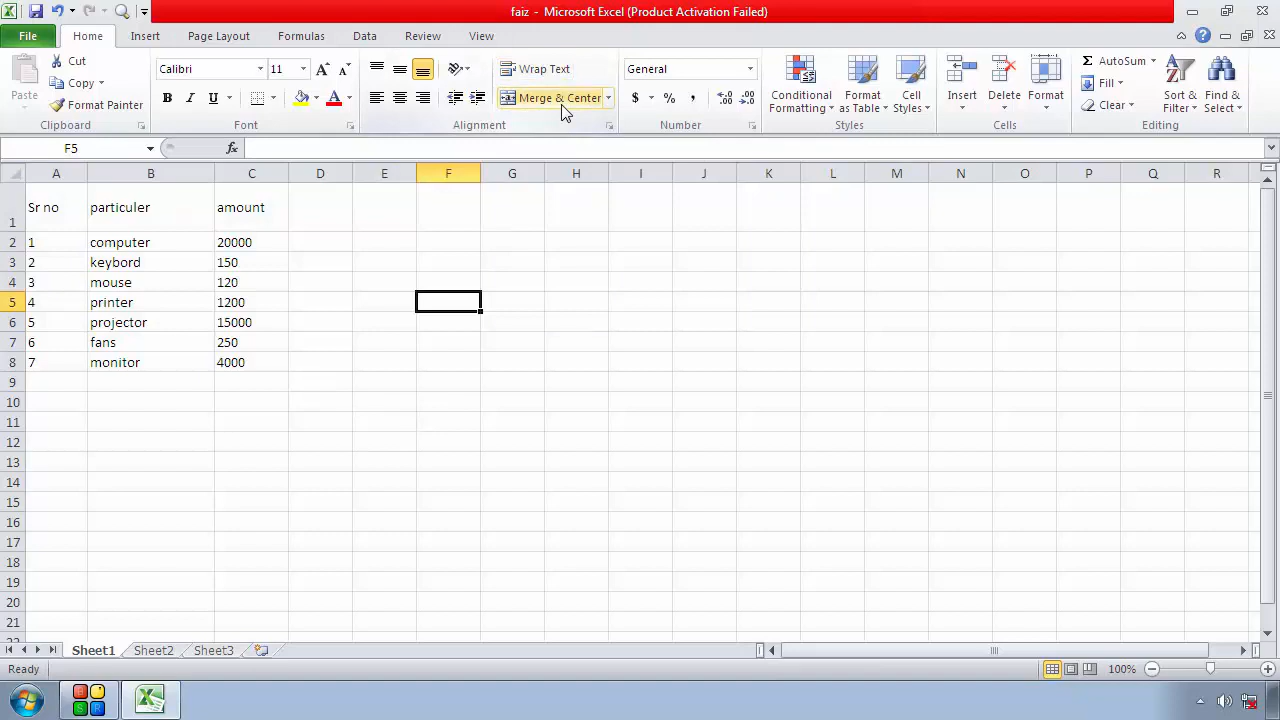 faiz - Microsoft Excel (Product Activation Failed)
File Home Insert Page Layout Formulas Data Review View
Cut
Copy
Format Painter
Paste
Clipboard
Calibri 11
B I U
Font
Wrap Text
Merge & Center
Alignment
General
$ % ,
Number
Conditional Formatting
Format as Table
Cell Styles
Styles
Insert Delete Format
Cells
AutoSum
Fill
Clear
Sort & Filter
Find & Select
Editing
F5 fx
A B C D E F G H I J K L M N O P Q R
1 Sr no particuler amount
2 1 computer 20000
3 2 keybord 150
4 3 mouse 120
5 4 printer 1200
6 5 projector 15000
7 6 fans 250
8 7 monitor 4000
9
10
11
12
13
14
15
16
17
18
19
20
21
Sheet1 Sheet2 Sheet3
Ready 100%